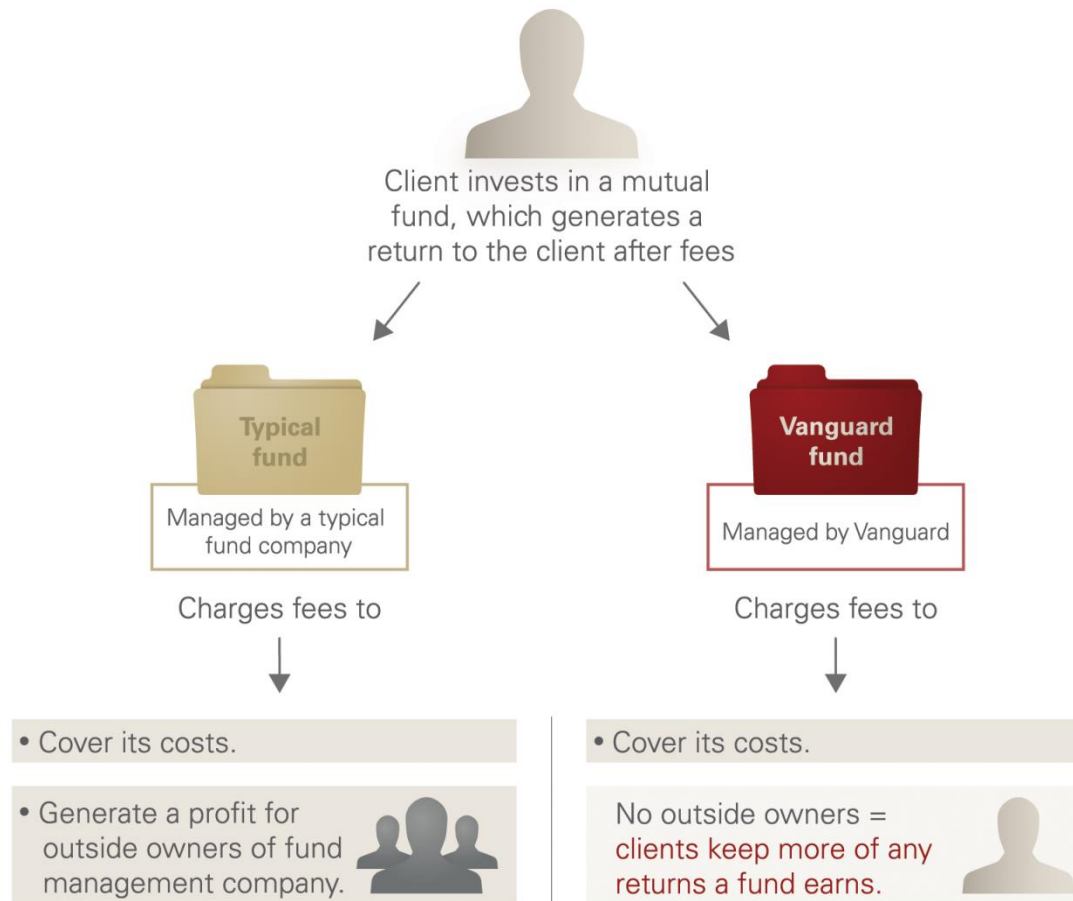 Client invests in a mutual
fund, which generates a
return to the client after fees
Typical
fund
Managed by a typical
fund company
Charges fees to
• Cover its costs.
• Generate a profit for
outside owners of fund
management company.
Vanguard
fund
Managed by Vanguard
Charges fees to
• Cover its costs.
No outside owners =
clients keep more of any
returns a fund earns.